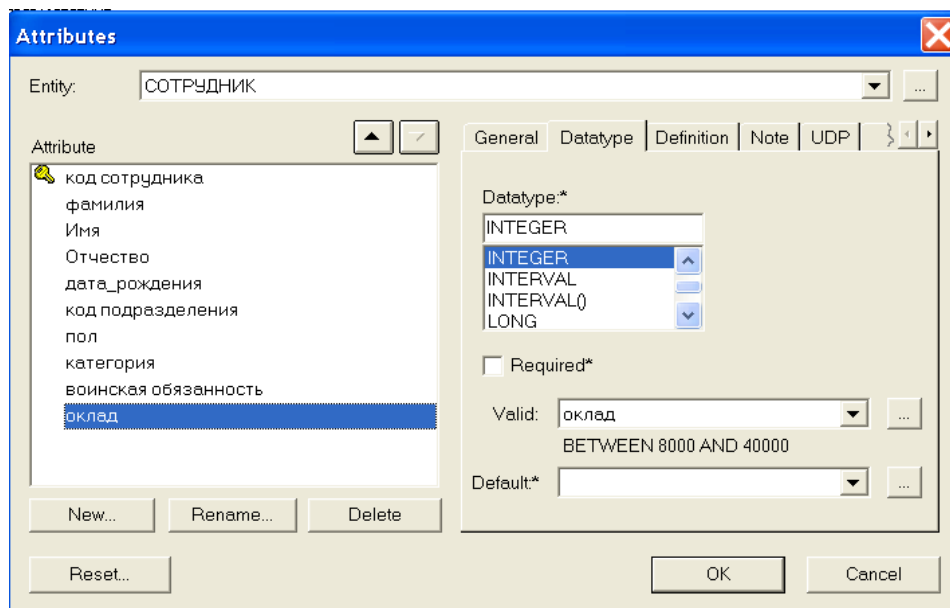 Attributes
Entity: СОТРУДНИК ...
Attribute
код сотрудника
фамилия
Имя
Отчество
дата_рождения
код подразделения
пол
категория
воинская обязанность
оклад
New... Rename... Delete
General Datatype Definition Note UDP
Datatype:*
INTEGER
INTEGER
INTERVAL
INTERVAL()
LONG
Required*
Valid: оклад ...
BETWEEN 8000 AND 40000
Default:* ...
Reset... OK Cancel